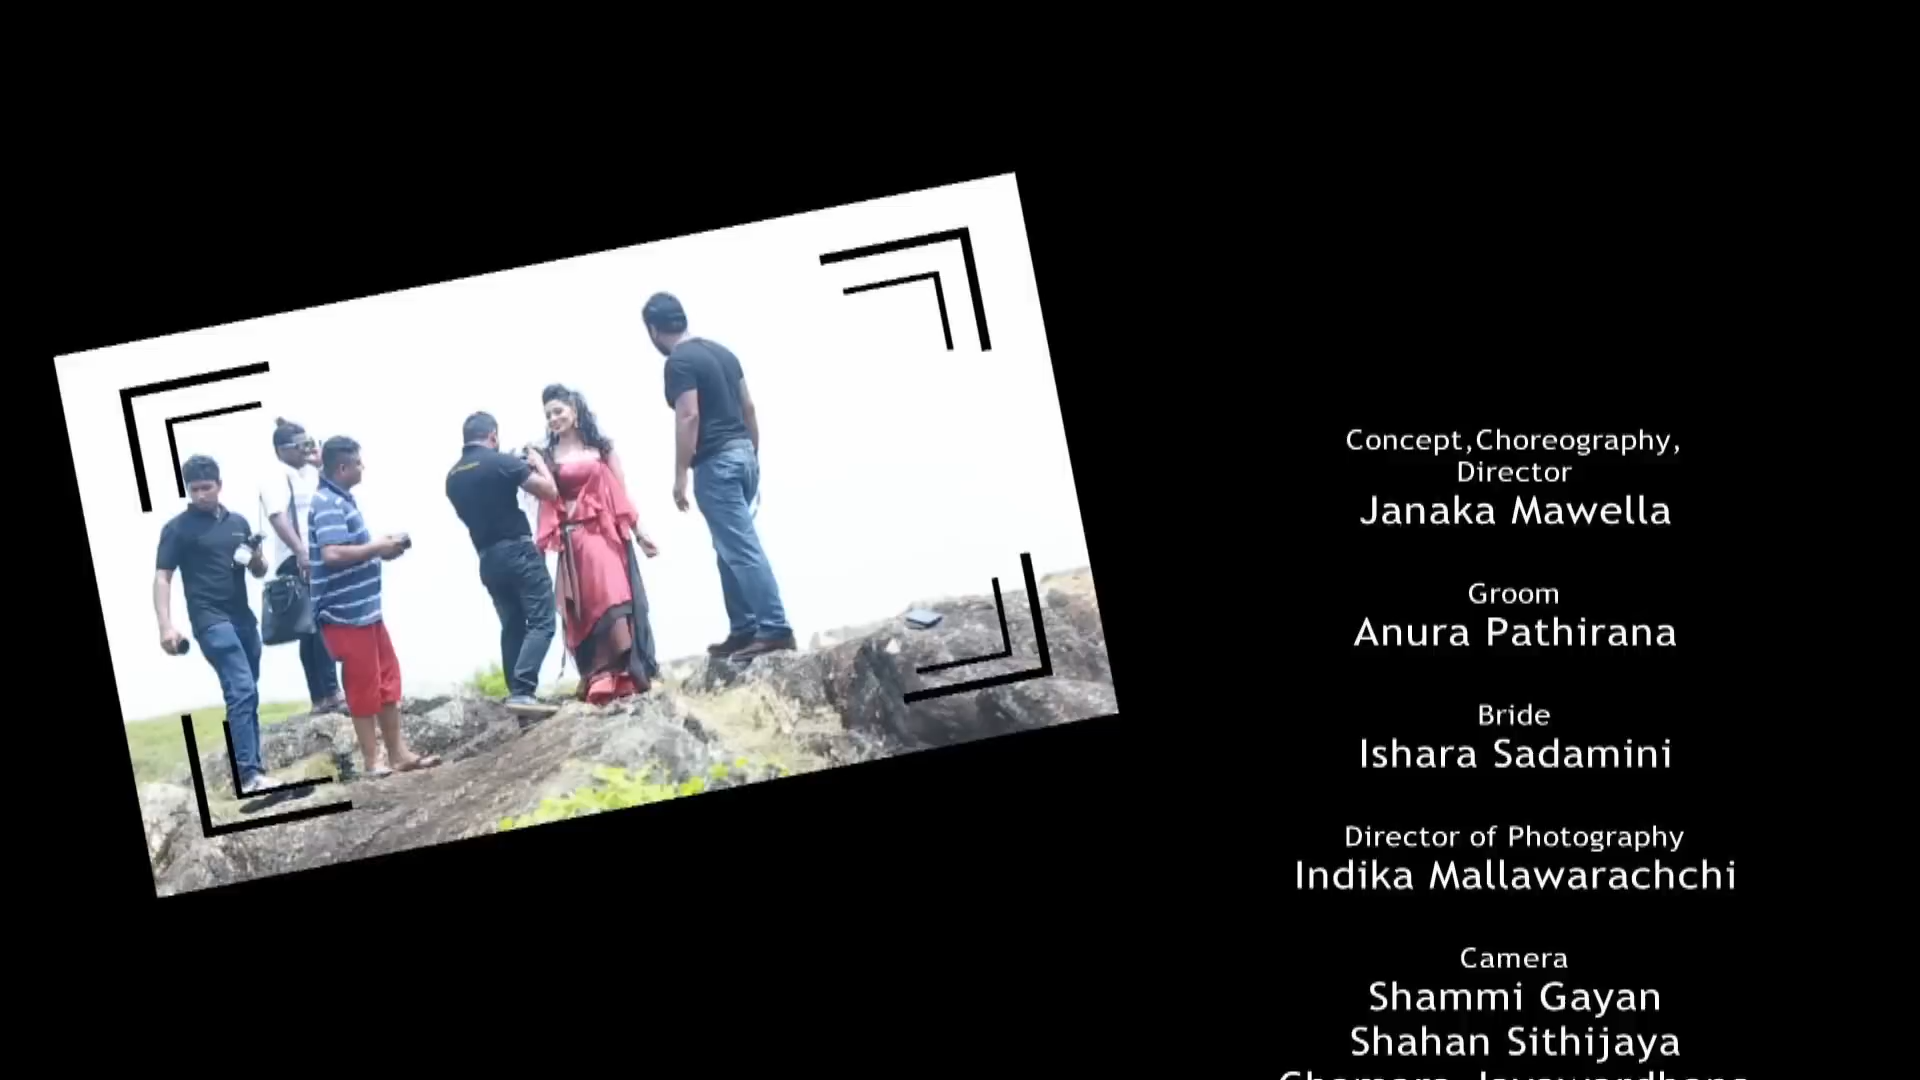 Concept,Choreography,
Director
Janaka Mawella
Groom
Anura Pathirana
Bride
Ishara Sadamini
Director of Photography
Indika Mallawarachchi
Camera
Shammi Gayan
Shahan Sithijaya